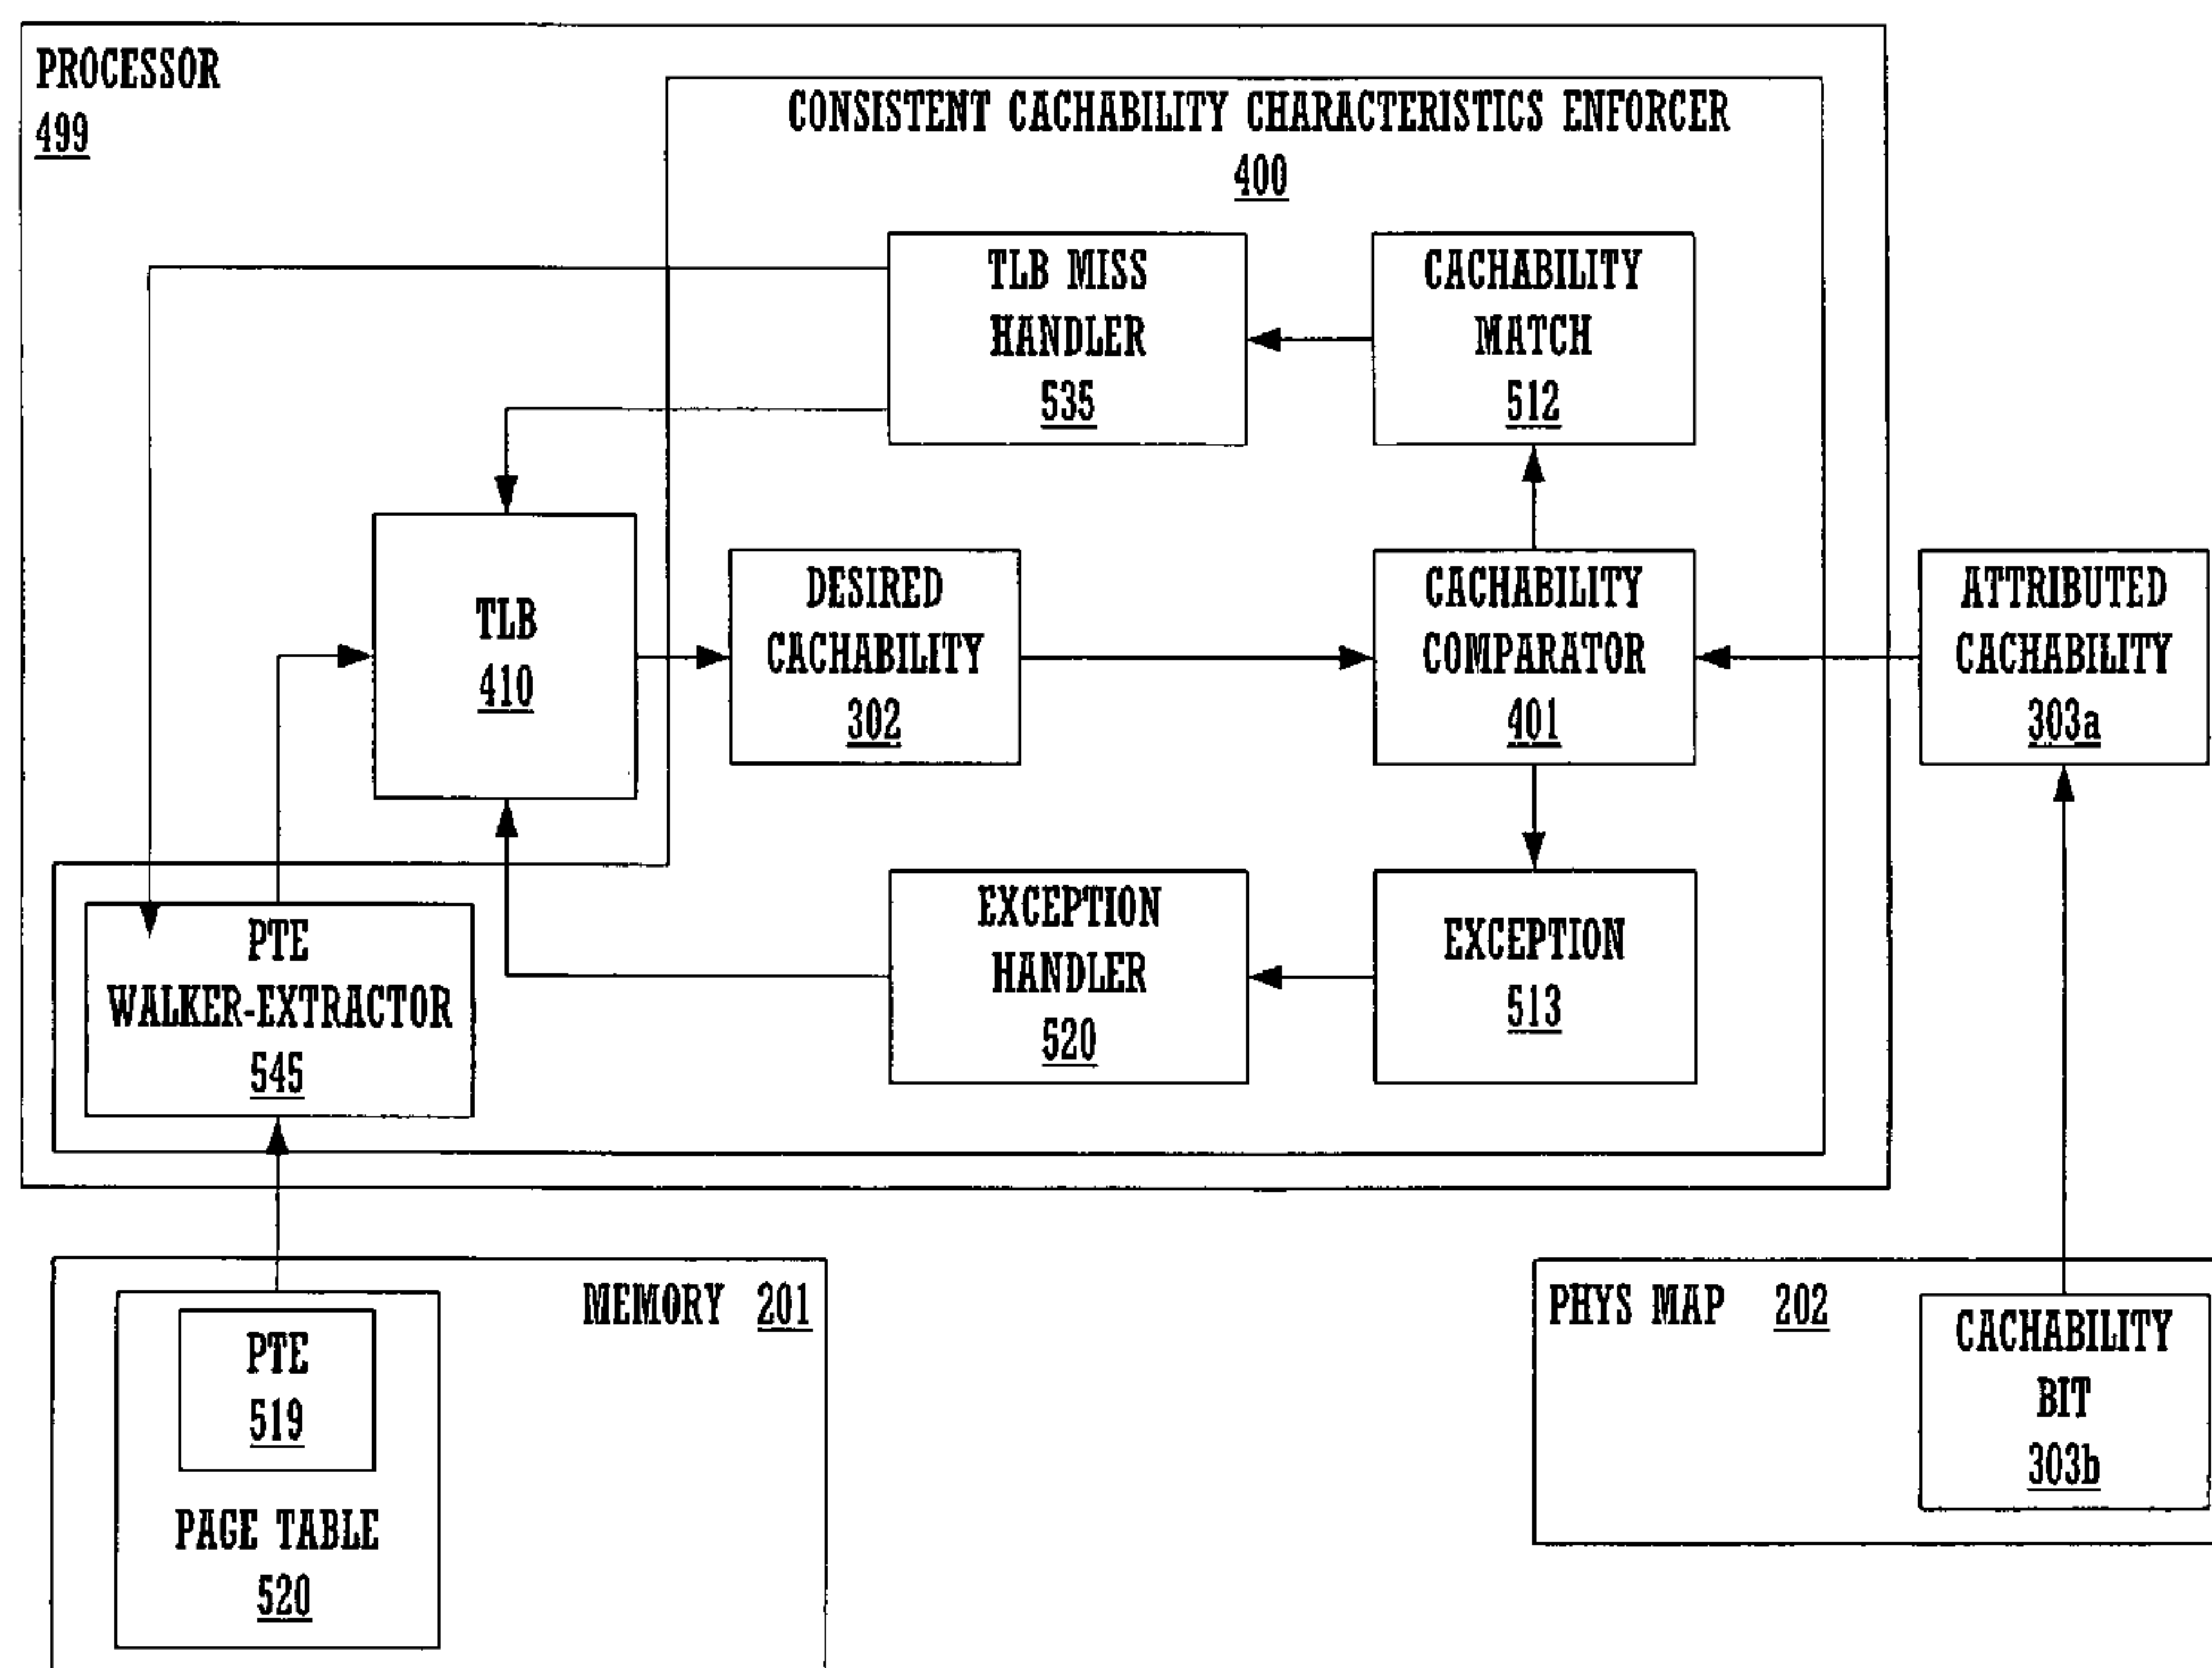 PROCESSOR
499
CONSISTENT CACHABILITY CHARACTERISTICS ENFORCER
400
TLB MISS
HANDLER
535
CACHABILITY
MATCH
512
TLB
410
DESIRED
CACHABILITY
302
CACHABILITY
COMPARATOR
401
ATTRIBUTED
CACHABILITY
303a
PTE
WALKER-EXTRACTOR
545
EXCEPTION
HANDLER
520
EXCEPTION
513
MEMORY 201
PTE
519
PAGE TABLE
520
PHYS MAP 202
CACHABILITY
BIT
303b